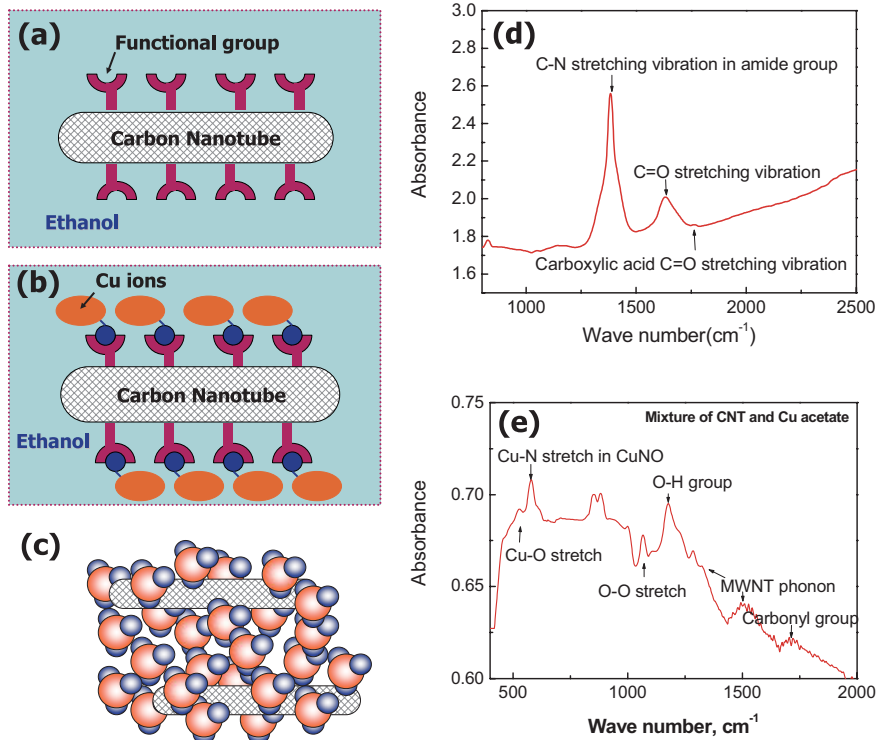 (a)
Functional group
Carbon Nanotube
Ethanol
(b)
Cu ions
Carbon Nanotube
Ethanol
(c)
(d)
3.0
2.8
2.6
2.4
2.2
2.0
1.8
1.6
Absorbance
C-N stretching vibration in amide group
C=O stretching vibration
Carboxylic acid C=O stretching vibration
1000 1500 2000 2500
Wave number(cm⁻¹)
(e)
Mixture of CNT and Cu acetate
0.75
0.70
0.65
0.60
Absorbance
Cu-N stretch in CuNO
O-H group
Cu-O stretch
O-O stretch
MWNT phonon
Carbonyl group
500 1000 1500 2000
Wave number, cm⁻¹